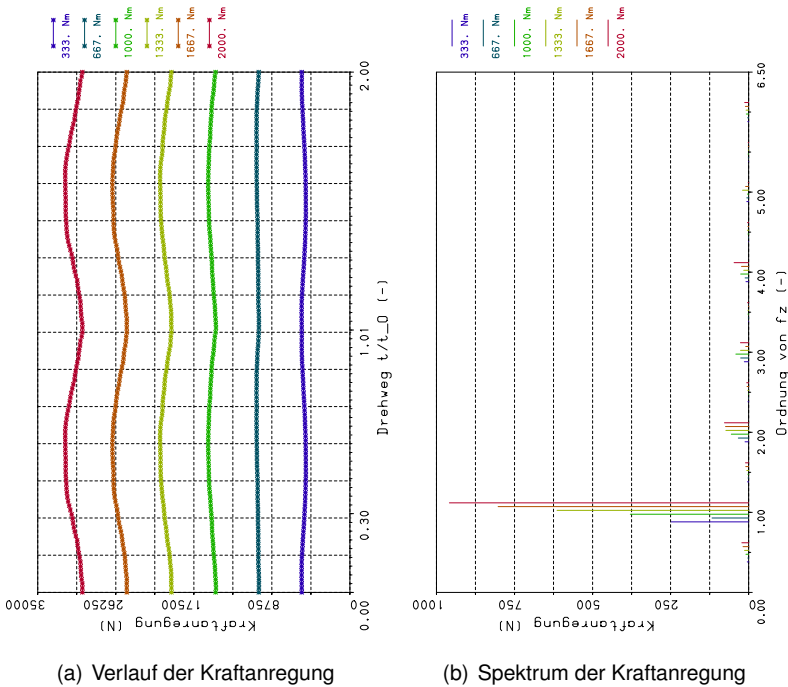 333. Nm
667. Nm
1000. Nm
1333. Nm
1667. Nm
2000. Nm
35000
26250
17500
8750
0
Kraftanregung (N)
0.00
0.30
1.01
2.00
Drehweg t/t_0 (-)
(a) Verlauf der Kraftanregung
333. Nm
667. Nm
1000. Nm
1333. Nm
1667. Nm
2000. Nm
1000
750
500
250
30
Kraftanregung (N)
0.00
1.00
2.00
3.00
4.00
5.00
6.50
Ordnung von fz (-)
(b) Spektrum der Kraftanregung